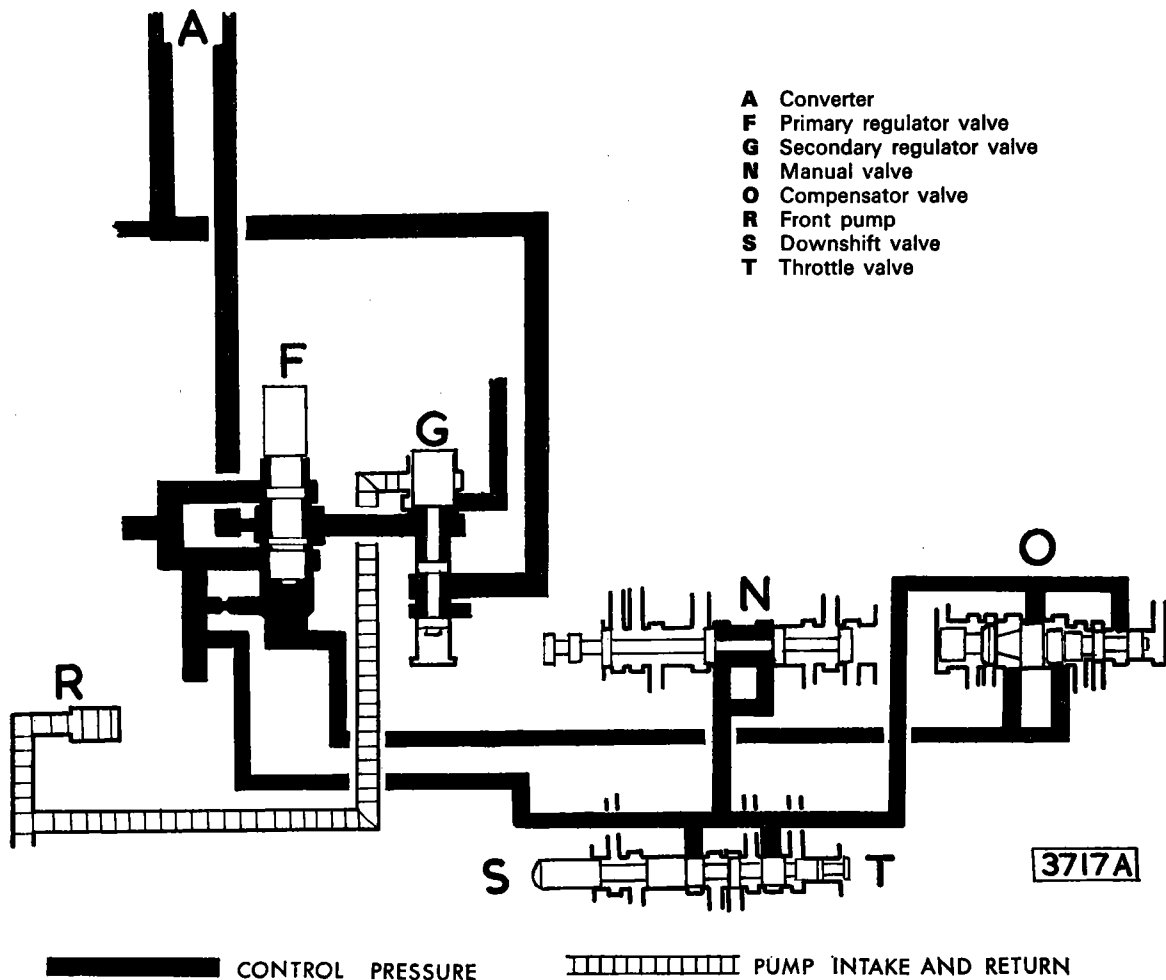 A
A Converter
F Primary regulator valve
G Secondary regulator valve
N Manual valve
O Compensator valve
R Front pump
S Downshift valve
T Throttle valve
F
G
O
N
R
S
T
3717A
CONTROL PRESSURE
PUMP INTAKE AND RETURN